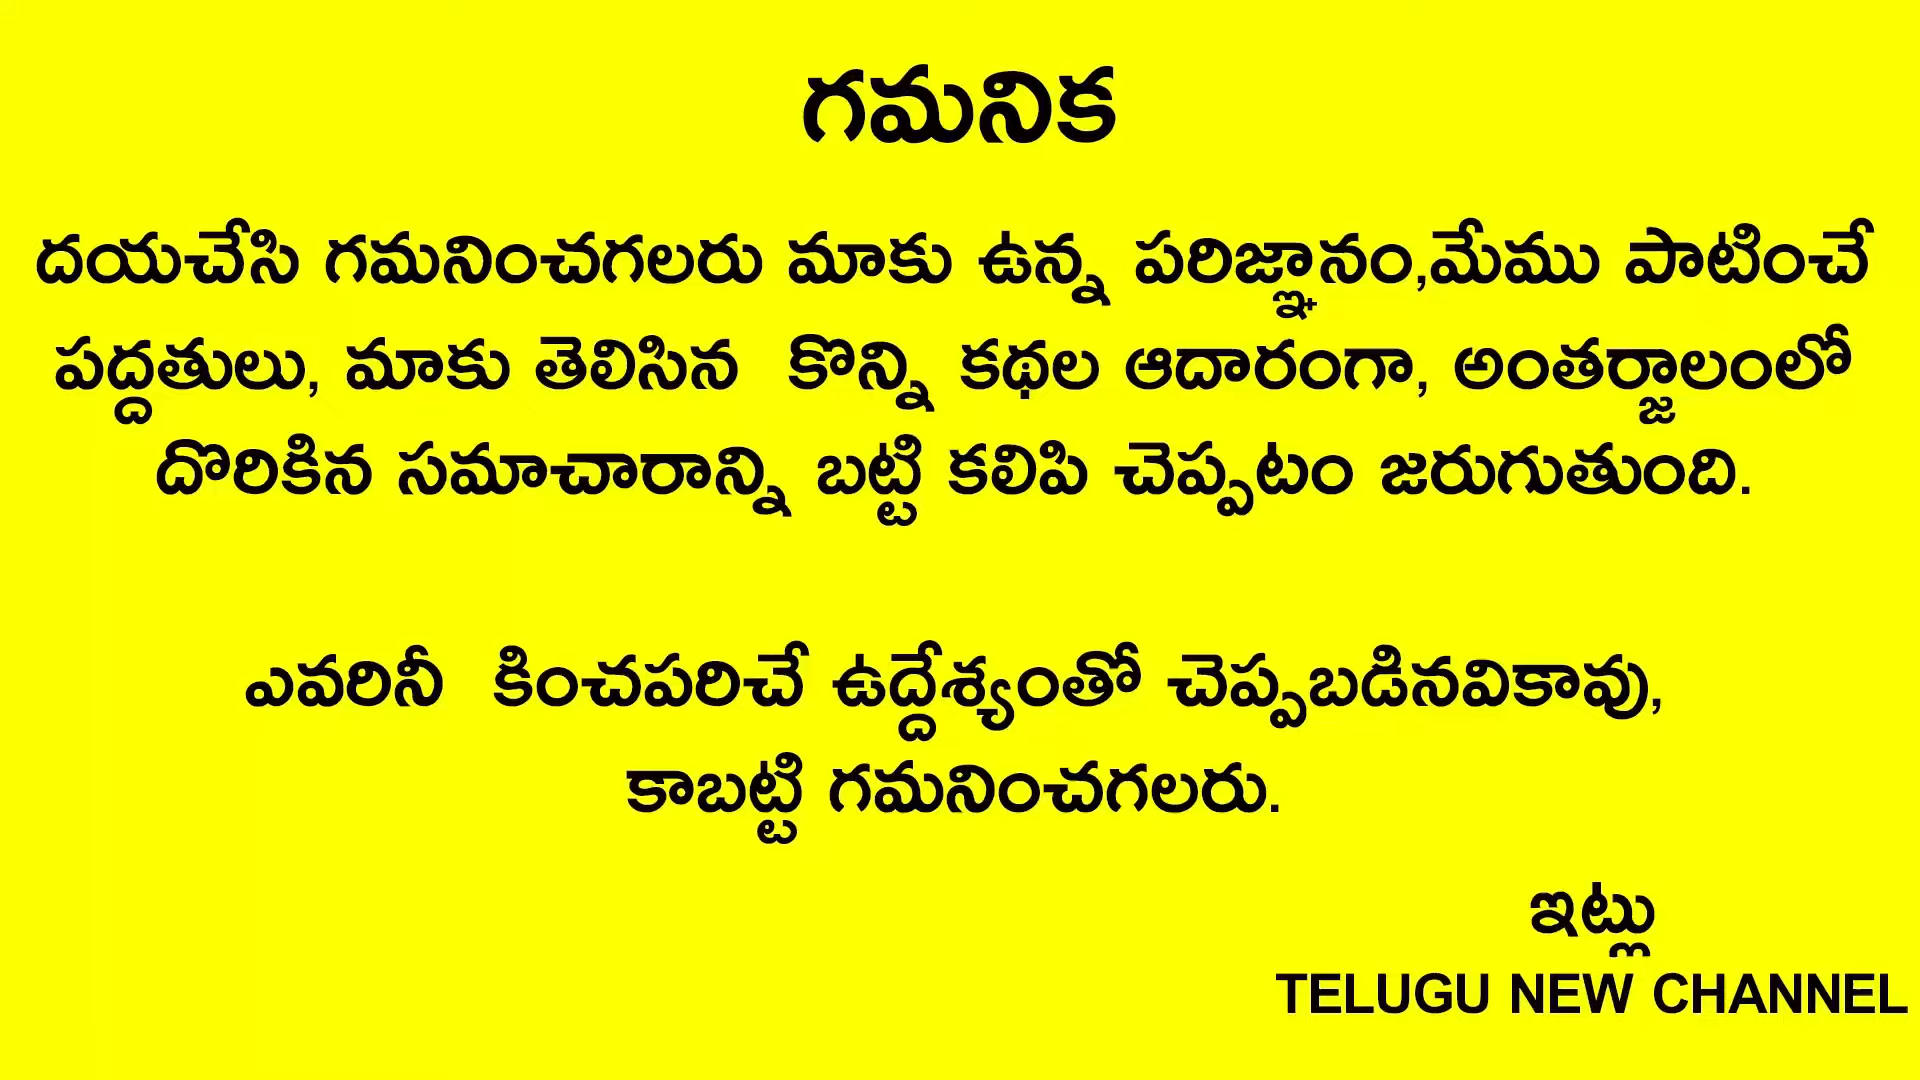 గమనిక
దయచేసి గమనించగలరు మాకు ఉన్న పరిజ్ఞానం,మేము పాటించే
పద్దతులు, మాకు తెలిసిన కొన్ని కథల ఆదారంగా, అంతర్జాలంలో
దొరికిన సమాచారాన్ని బట్టి కలిపి చెప్పటం జరుగుతుంది.
ఎవరినీ కించపరిచే ఉద్దేశ్యంతో చెప్పబడినవికావు,
కాబట్టి గమనించగలరు.
ఇట్లు
TELUGU NEW CHANNEL